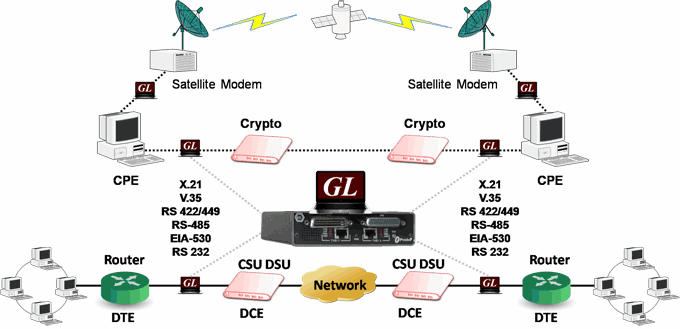 GL
GL
Satellite Modem
Satellite Modem
Crypto
Crypto
GL
GL
CPE
CPE
GL
X.21
V.35
RS 422/449
RS-485
EIA-530
RS 232
X.21
V.35
RS 422/449
RS-485
EIA-530
RS 232
Router
CSU DSU
CSU DSU
Router
GL
Network
GL
DTE
DCE
DCE
DTE